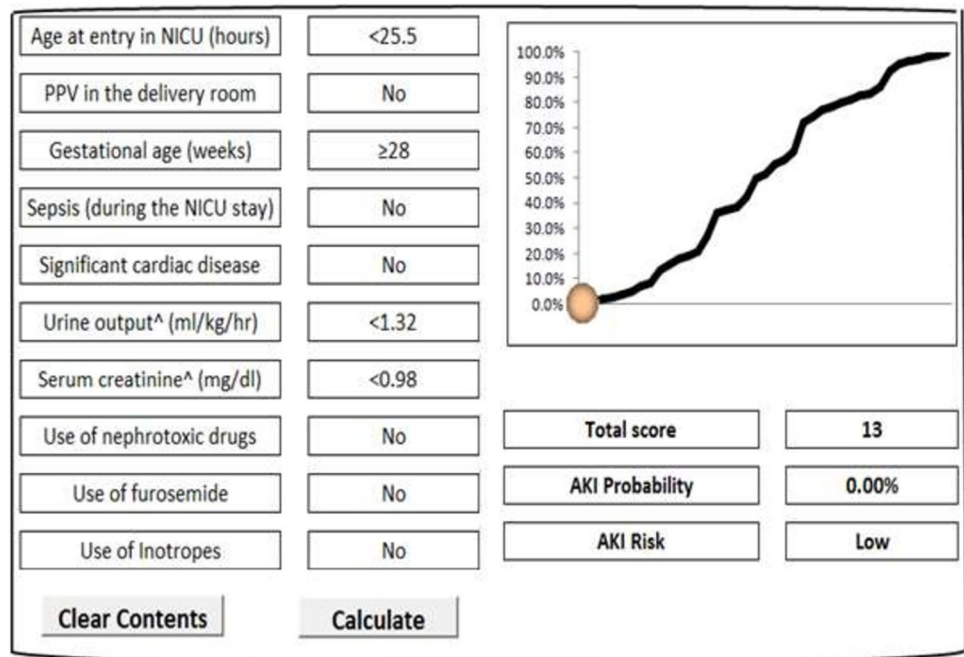 Age at entry in NICU (hours) <25.5
PPV in the delivery room No
Gestational age (weeks) ≥28
Sepsis (during the NICU stay) No
Significant cardiac disease No
Urine output^ (ml/kg/hr) <1.32
Serum creatinine^ (mg/dl) <0.98
Use of nephrotoxic drugs No
Use of furosemide No
Use of Inotropes No
Clear Contents Calculate
100.0%
90.0%
80.0%
70.0%
60.0%
50.0%
40.0%
30.0%
20.0%
10.0%
0.0%
Total score 13
AKI Probability 0.00%
AKI Risk Low